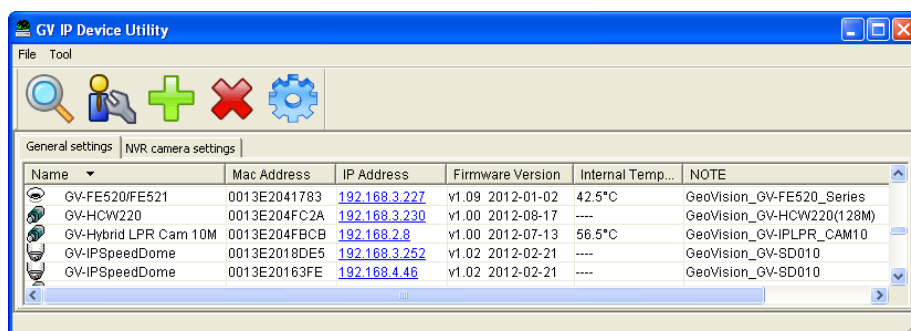 GV IP Device Utility
File Tool
General settings NVR camera settings
Name Mac Address IP Address Firmware Version Internal Temp... NOTE
GV-FE520/FE521 0013E2041783 192.168.3.227 v1.09 2012-01-02 42.5°C GeoVision_GV-FE520_Series
GV-HCW220 0013E204FC2A 192.168.3.230 v1.00 2012-08-17 ---- GeoVision_GV-HCW220(128M)
GV-Hybrid LPR Cam 10M 0013E204FBCB 192.168.2.8 v1.00 2012-07-13 56.5°C GeoVision_GV-IPLPR_CAM10
GV-IPSpeedDome 0013E2018DE5 192.168.3.252 v1.02 2012-02-21 ---- GeoVision_GV-SD010
GV-IPSpeedDome 0013E20163FE 192.168.4.46 v1.02 2012-02-21 ---- GeoVision_GV-SD010